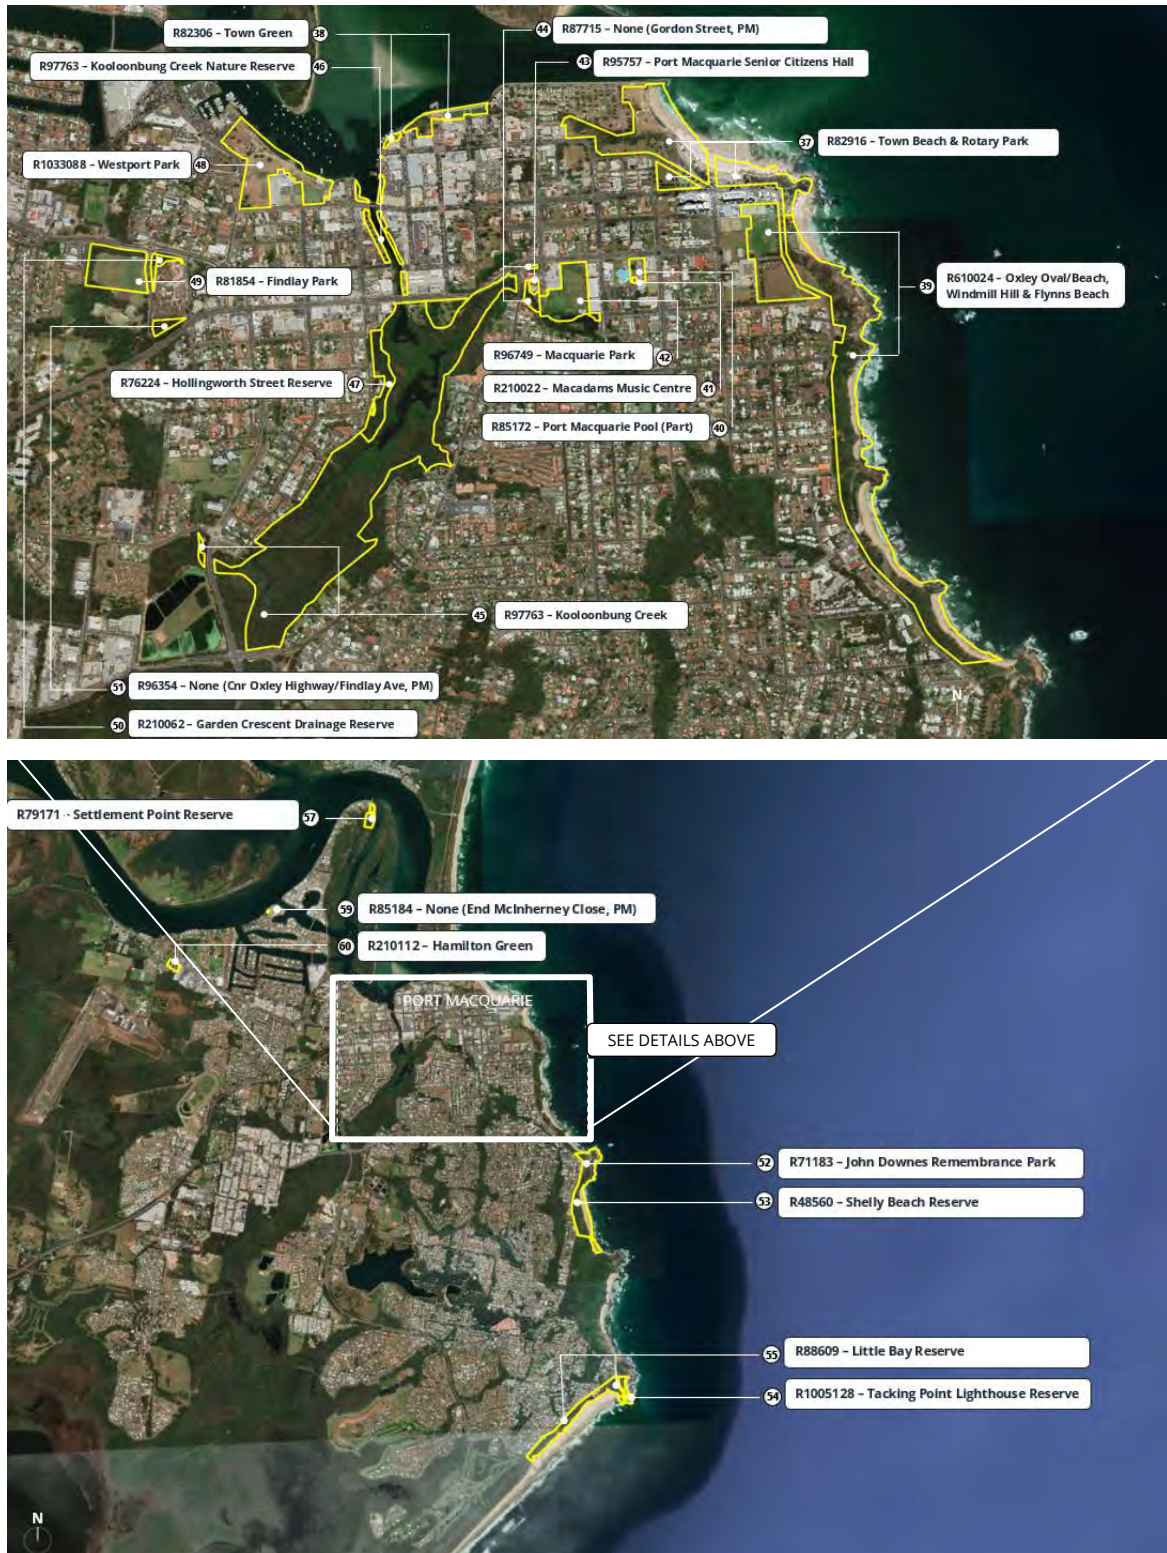 R82306 – Town Green 38
44 R87715 – None (Gordon Street, PM)
R97763 – Kooloonbung Creek Nature Reserve 46
43 R95757 – Port Macquarie Senior Citizens Hall
37 R82916 – Town Beach & Rotary Park
R1033088 – Westport Park 48
49 R81854 – Findlay Park
39 R610024 – Oxley Oval/Beach,
Windmill Hill & Flynns Beach
R96749 – Macquarie Park 42
R76224 – Hollingworth Street Reserve 47
R210022 – Macadams Music Centre 41
R85172 – Port Macquarie Pool (Part) 40
45 R97763 – Kooloonbung Creek
51 R96354 – None (Cnr Oxley Highway/Findlay Ave, PM)
N
50 R210062 – Garden Crescent Drainage Reserve
R79171 – Settlement Point Reserve 57
59 R85184 – None (End McInherney Close, PM)
60 R210112 – Hamilton Green
PORT MACQUARIE
SEE DETAILS ABOVE
52 R71183 – John Downes Remembrance Park
53 R48560 – Shelly Beach Reserve
55 R88609 – Little Bay Reserve
54 R1005128 – Tacking Point Lighthouse Reserve
N